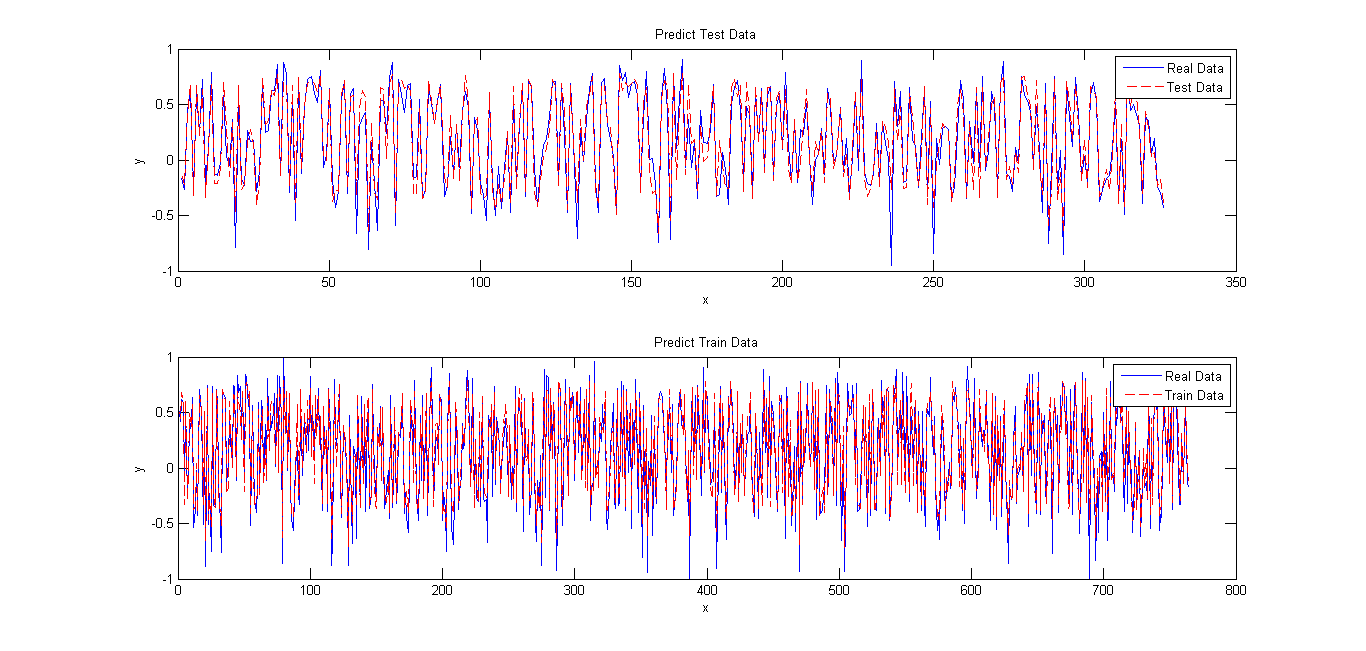 Predict Test Data
1
0.5
0
-0.5
-1
y
0
50
100
150
200
250
300
350
x
Real Data
Test Data
Predict Train Data
1
0.5
0
-0.5
-1
y
0
100
200
300
400
500
600
700
800
x
Real Data
Train Data